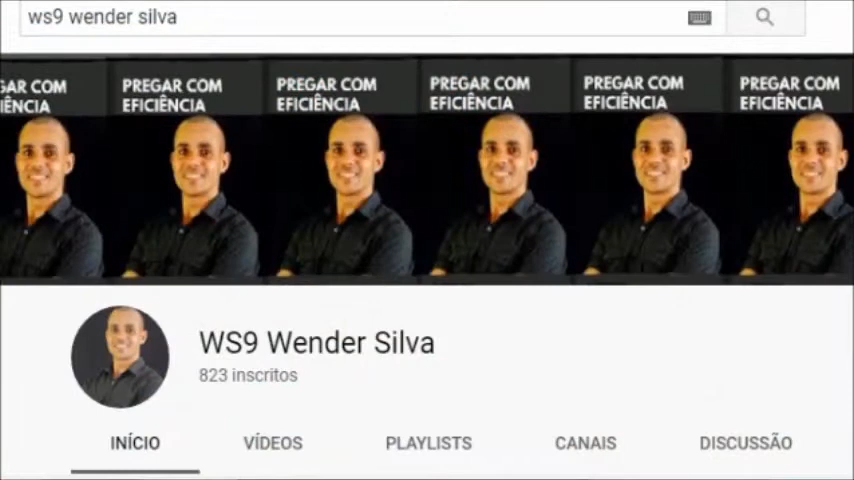 ws9 wender silva
GAR COM PREGAR COM PREGAR COM PREGAR COM PREGAR COM PREGAR COM
IÊNCIA EFICIÊNCIA EFICIÊNCIA EFICIÊNCIA EFICIÊNCIA EFICIÊNCIA
WS9 Wender Silva
823 inscritos
INÍCIO VÍDEOS PLAYLISTS CANAIS DISCUSSÃO